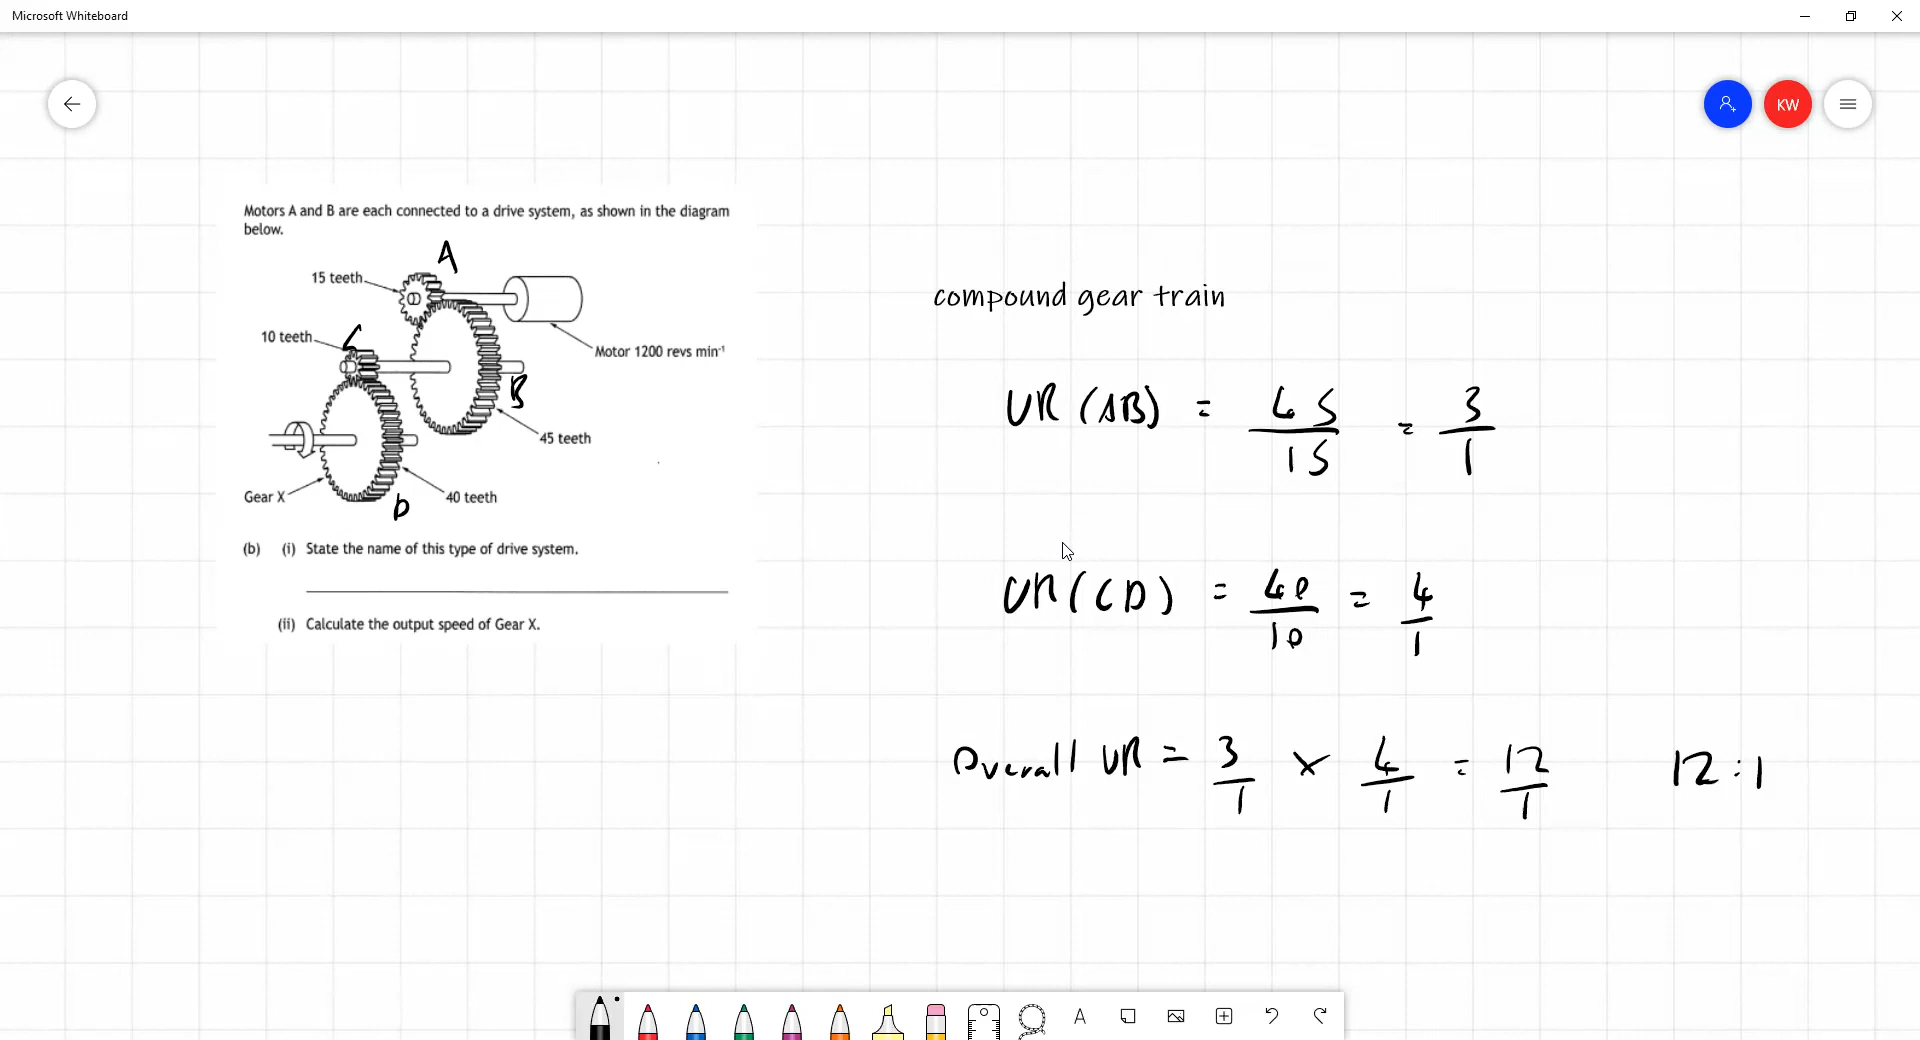 Microsoft Whiteboard
KW
Motors A and B are each connected to a drive system, as shown in the diagram
below.
A
15 teeth
10 teeth
C
Motor 1200 revs min⁻¹
B
45 teeth
Gear X
40 teeth
D
(b) (i) State the name of this type of drive system.
(ii) Calculate the output speed of Gear X.
compound gear train
VR (AB) = 45/15 = 3/1
VR (CD) = 40/10 = 4/1
Overall VR = 3/1 × 4/1 = 12/1 12:1
A